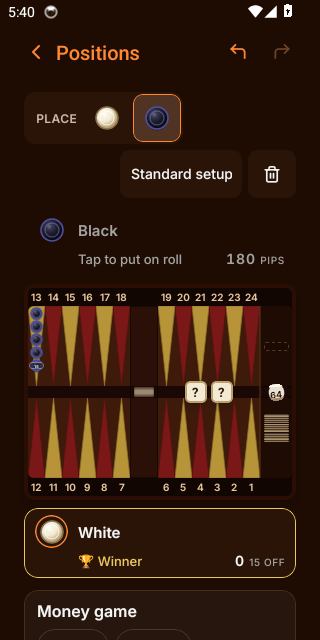 5:40
Positions
PLACE
Standard setup
Black
Tap to put on roll
180 PIPS
13 14 15 16 17 18 19 20 21 22 23 24
15
? ?
64
12 11 10 9 8 7 6 5 4 3 2 1
White
Winner
0 15 OFF
Money game